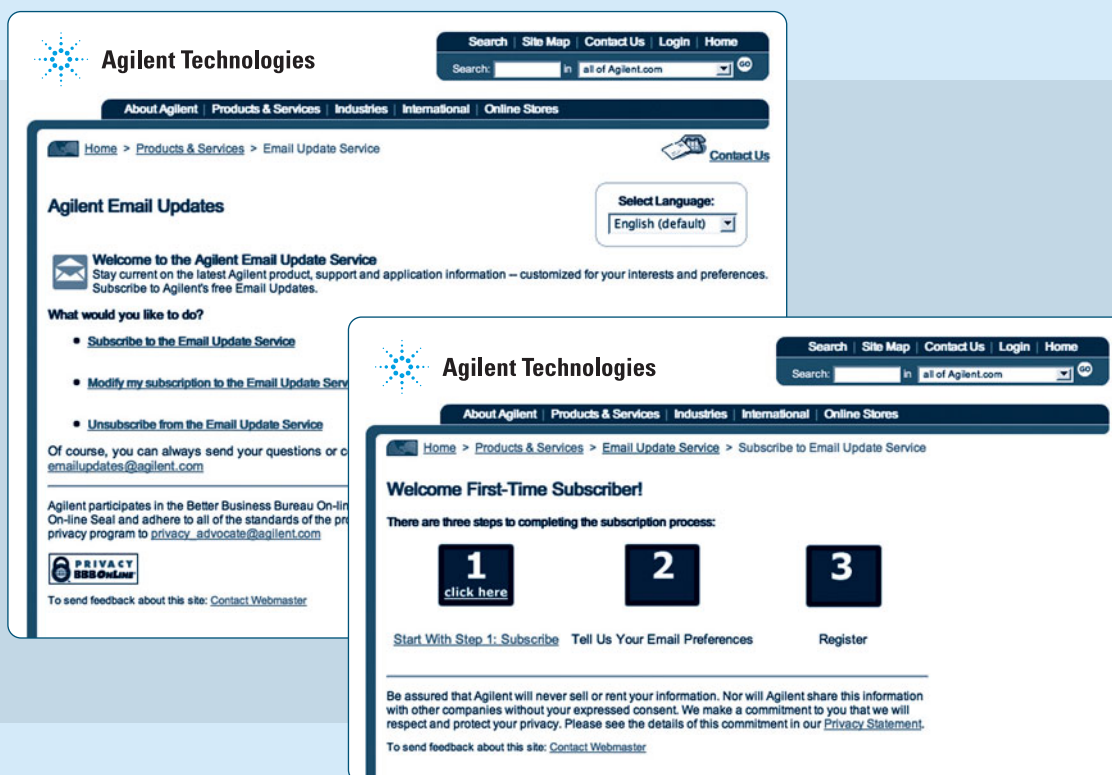 Agilent Technologies
Search | Site Map | Contact Us | Login | Home
Search: in all of Agilent.com GO
About Agilent | Products & Services | Industries | International | Online Stores
Home > Products & Services > Email Update Service
Contact Us
Agilent Email Updates
Select Language:
English (default)
Welcome to the Agilent Email Update Service
Stay current on the latest Agilent product, support and application information -- customized for your interests and preferences.
Subscribe to Agilent's free Email Updates.
What would you like to do?
• Subscribe to the Email Update Service
• Modify my subscription to the Email Update Serv
• Unsubscribe from the Email Update Service
Of course, you can always send your questions or c
emailupdates@agilent.com
Agilent participates in the Better Business Bureau On-lin
On-line Seal and adhere to all of the standards of the pro
privacy program to privacy_advocate@agilent.com
PRIVACY
BBBONLINE
To send feedback about this site: Contact Webmaster
Agilent Technologies
Search | Site Map | Contact Us | Login | Home
Search: in all of Agilent.com GO
About Agilent | Products & Services | Industries | International | Online Stores
Home > Products & Services > Email Update Service > Subscribe to Email Update Service
Welcome First-Time Subscriber!
There are three steps to completing the subscription process:
1 2 3
click here
Start With Step 1: Subscribe Tell Us Your Email Preferences Register
Be assured that Agilent will never sell or rent your information. Nor will Agilent share this information
with other companies without your expressed consent. We make a commitment to you that we will
respect and protect your privacy. Please see the details of this commitment in our Privacy Statement.
To send feedback about this site: Contact Webmaster